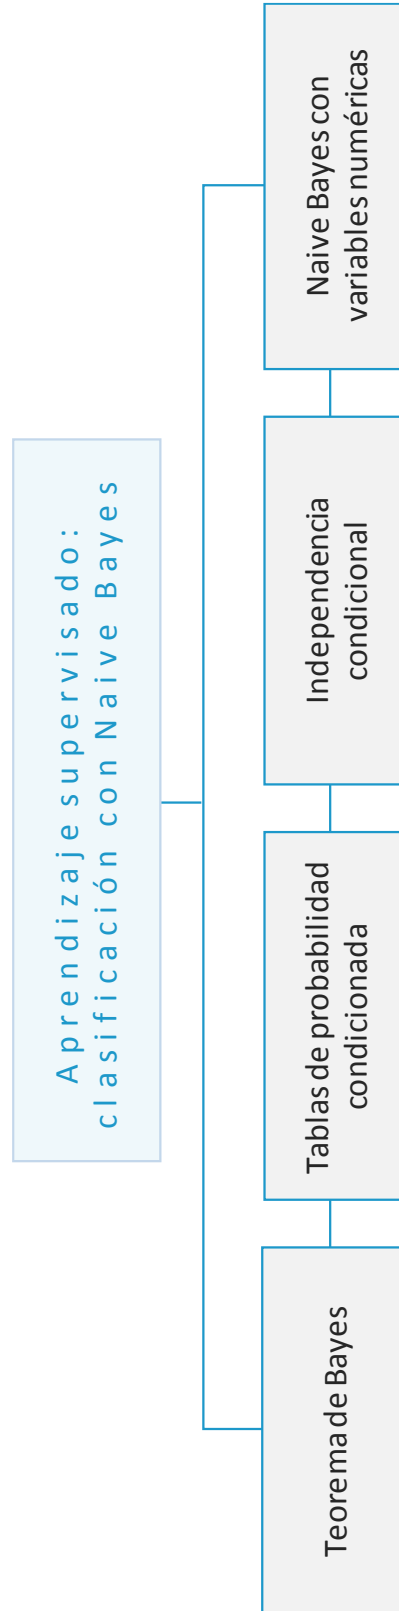 Aprendizaje supervisado:
clasificación con Naive Bayes
Teorema de Bayes
Tablas de probabilidad
condicionada
Independencia
condicional
Naive Bayes con
variables numéricas